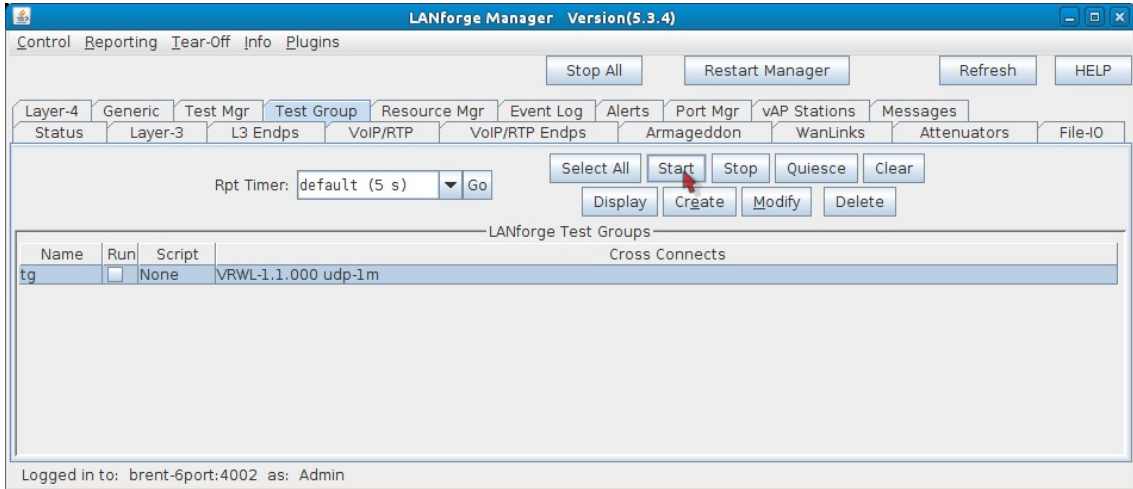 LANforge Manager Version(5.3.4)
Control Reporting Tear-Off Info Plugins
Stop All Restart Manager Refresh HELP
Layer-4 Generic Test Mgr Test Group Resource Mgr Event Log Alerts Port Mgr vAP Stations Messages
Status Layer-3 L3 Endps VoIP/RTP VoIP/RTP Endps Armageddon WanLinks Attenuators File-IO
Rpt Timer: default (5 s) Go Select All Start Stop Quiesce Clear
Display Create Modify Delete
LANforge Test Groups
Name Run Script Cross Connects
tg None VRWL-1.1.000 udp-1m
Logged in to: brent-6port:4002 as: Admin